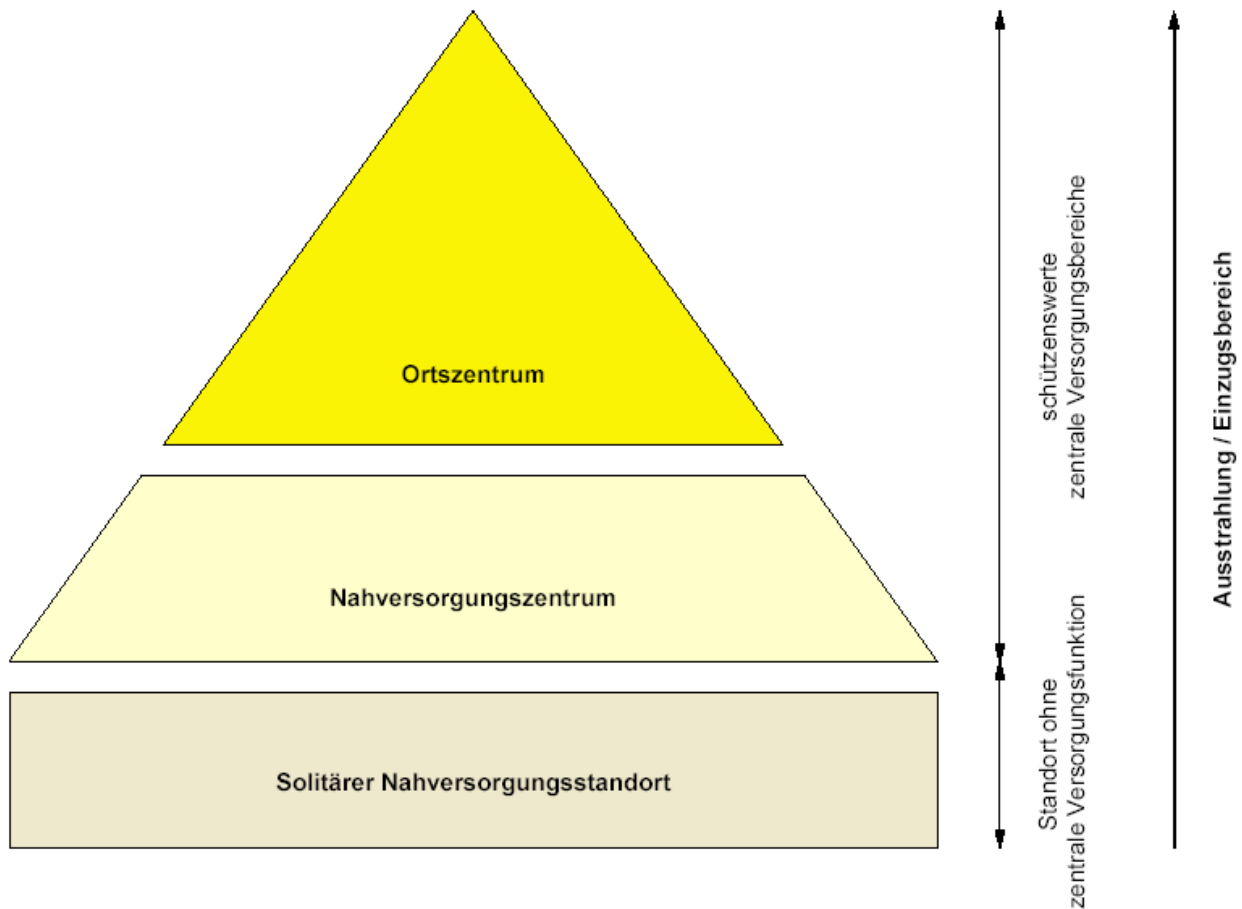 Ortszentrum
Nahversorgungszentrum
Solitärer Nahversorgungsstandort
schützenswerte
zentrale Versorgungsbereiche
Standort ohne
zentrale Versorgungsfunktion
Ausstrahlung / Einzugsbereich